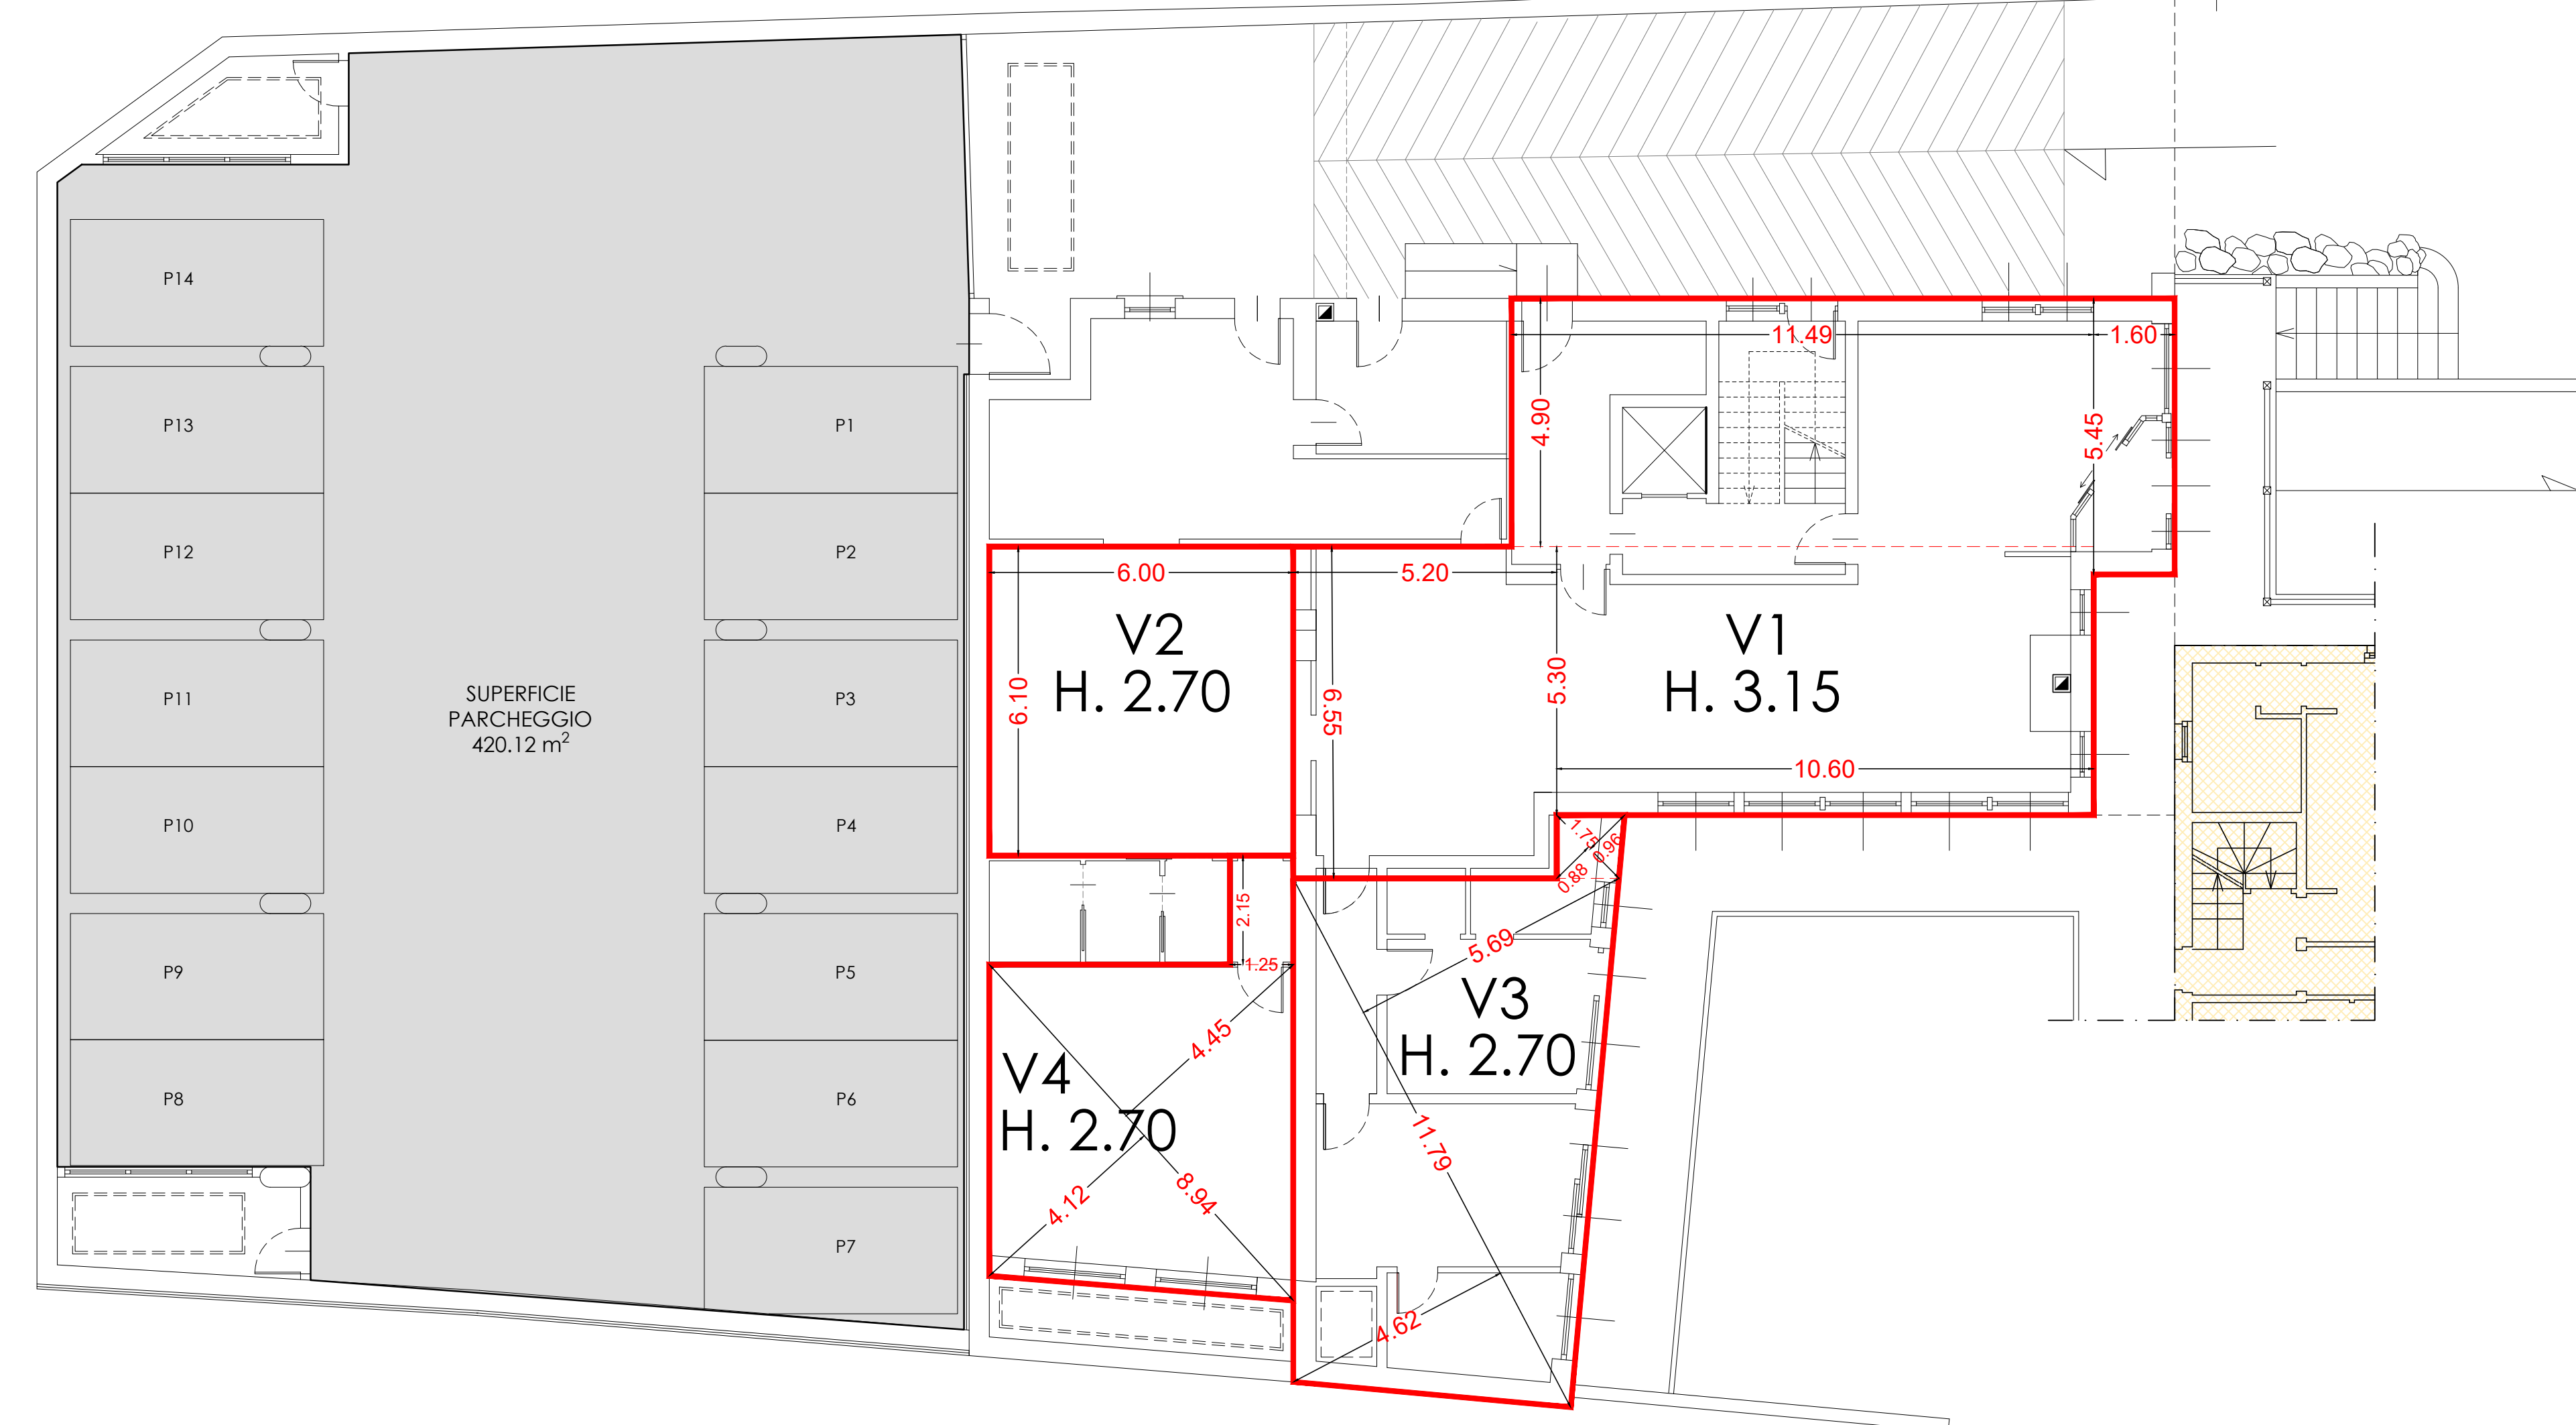 P14
P13
P12
P11
P10
P9
P8
SUPERFICIE
PARCHEGGIO
420.12 m²
P1
P2
P3
P4
P5
P6
P7
11.49
1.60
4.90
5.45
6.00
5.20
V2
H. 2.70
6.10
6.55
5.30
V1
H. 3.15
10.60
1.75
0.96
0.88
2.15
1.25
5.69
V3
H. 2.70
11.79
4.62
4.45
V4
H. 2.70
4.12
8.94